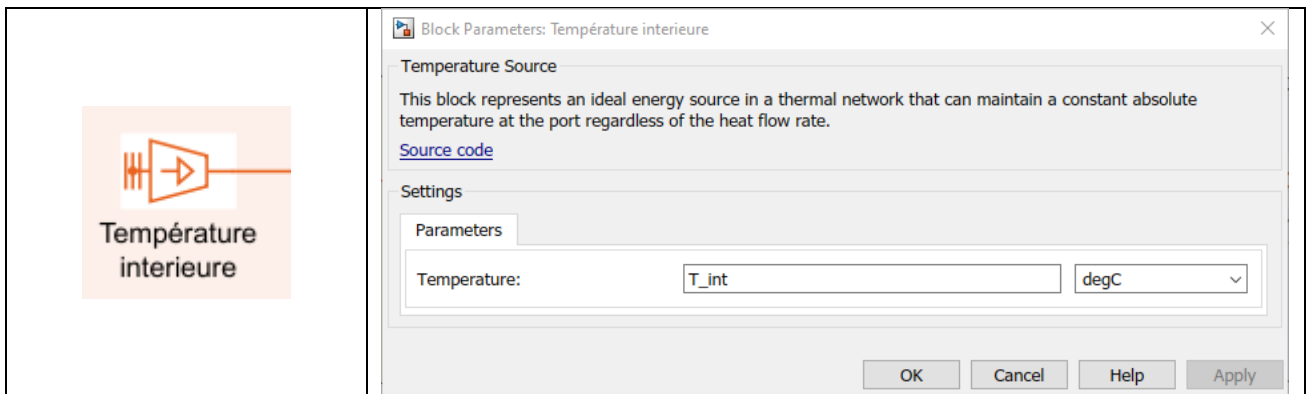 Température
interieure
Block Parameters: Température interieure
Temperature Source
This block represents an ideal energy source in a thermal network that can maintain a constant absolute
temperature at the port regardless of the heat flow rate.
Source code
Settings
Parameters
Temperature:
T_int
degC
OK
Cancel
Help
Apply